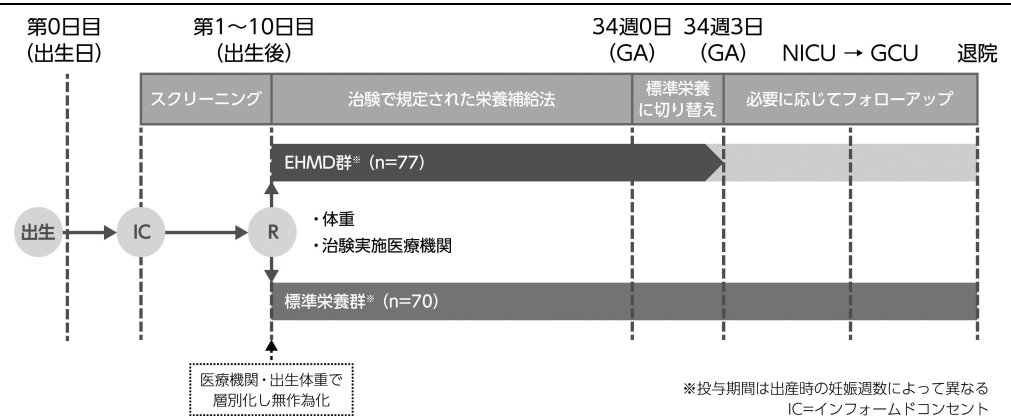 第0日目
(出生日)
第1～10日目
(出生後)
34週0日
(GA)
34週3日
(GA)
NICU → GCU
退院
スクリーニング
治験で規定された栄養補給法
標準栄養
に切り替え
必要に応じてフォローアップ
EHMD群※（n=77）
出生
IC
R
・体重
・治験実施医療機関
標準栄養群※（n=70）
医療機関・出生体重で
層別化し無作為化
※投与期間は出産時の妊娠週数によって異なる
IC=インフォームドコンセント